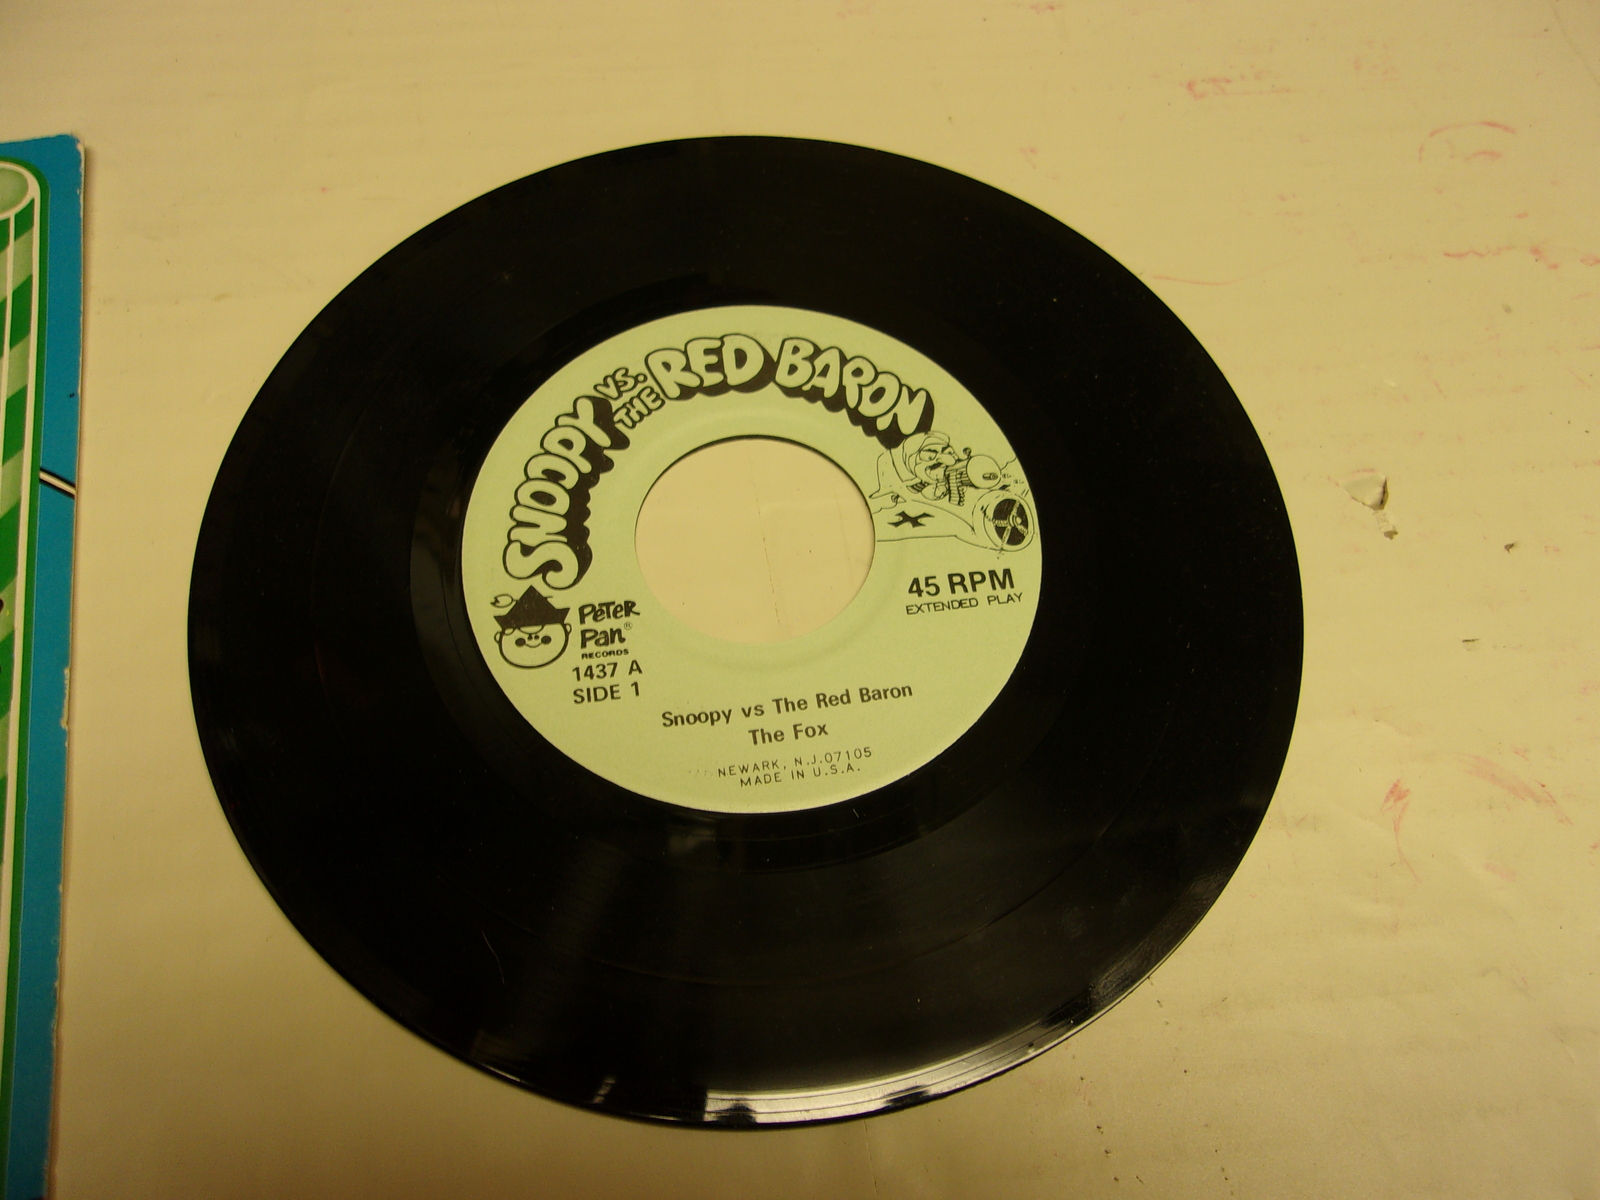 SNOOPY VS. THE RED BARON
45 RPM
EXTENDED PLAY
PETER
Pan®
RECORDS
1437 A
SIDE 1
Snoopy vs The Red Baron
The Fox
NEWARK, N.J.07105
MADE IN U.S.A.